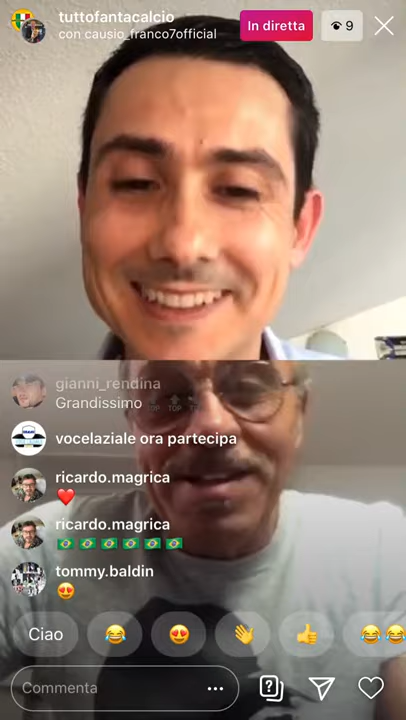 tuttofantacalcio
con causio_franco7official
In diretta
9
gianni_rendina
Grandissimo 🔝 TOP
vocelaziale ora partecipa
ricardo.magrica
❤️
ricardo.magrica
🇧🇷 🇧🇷 🇧🇷 🇧🇷 🇧🇷 🇧🇷
tommy.baldin
😍
Ciao 😂 😍 👋 👍 😂😂
Commenta